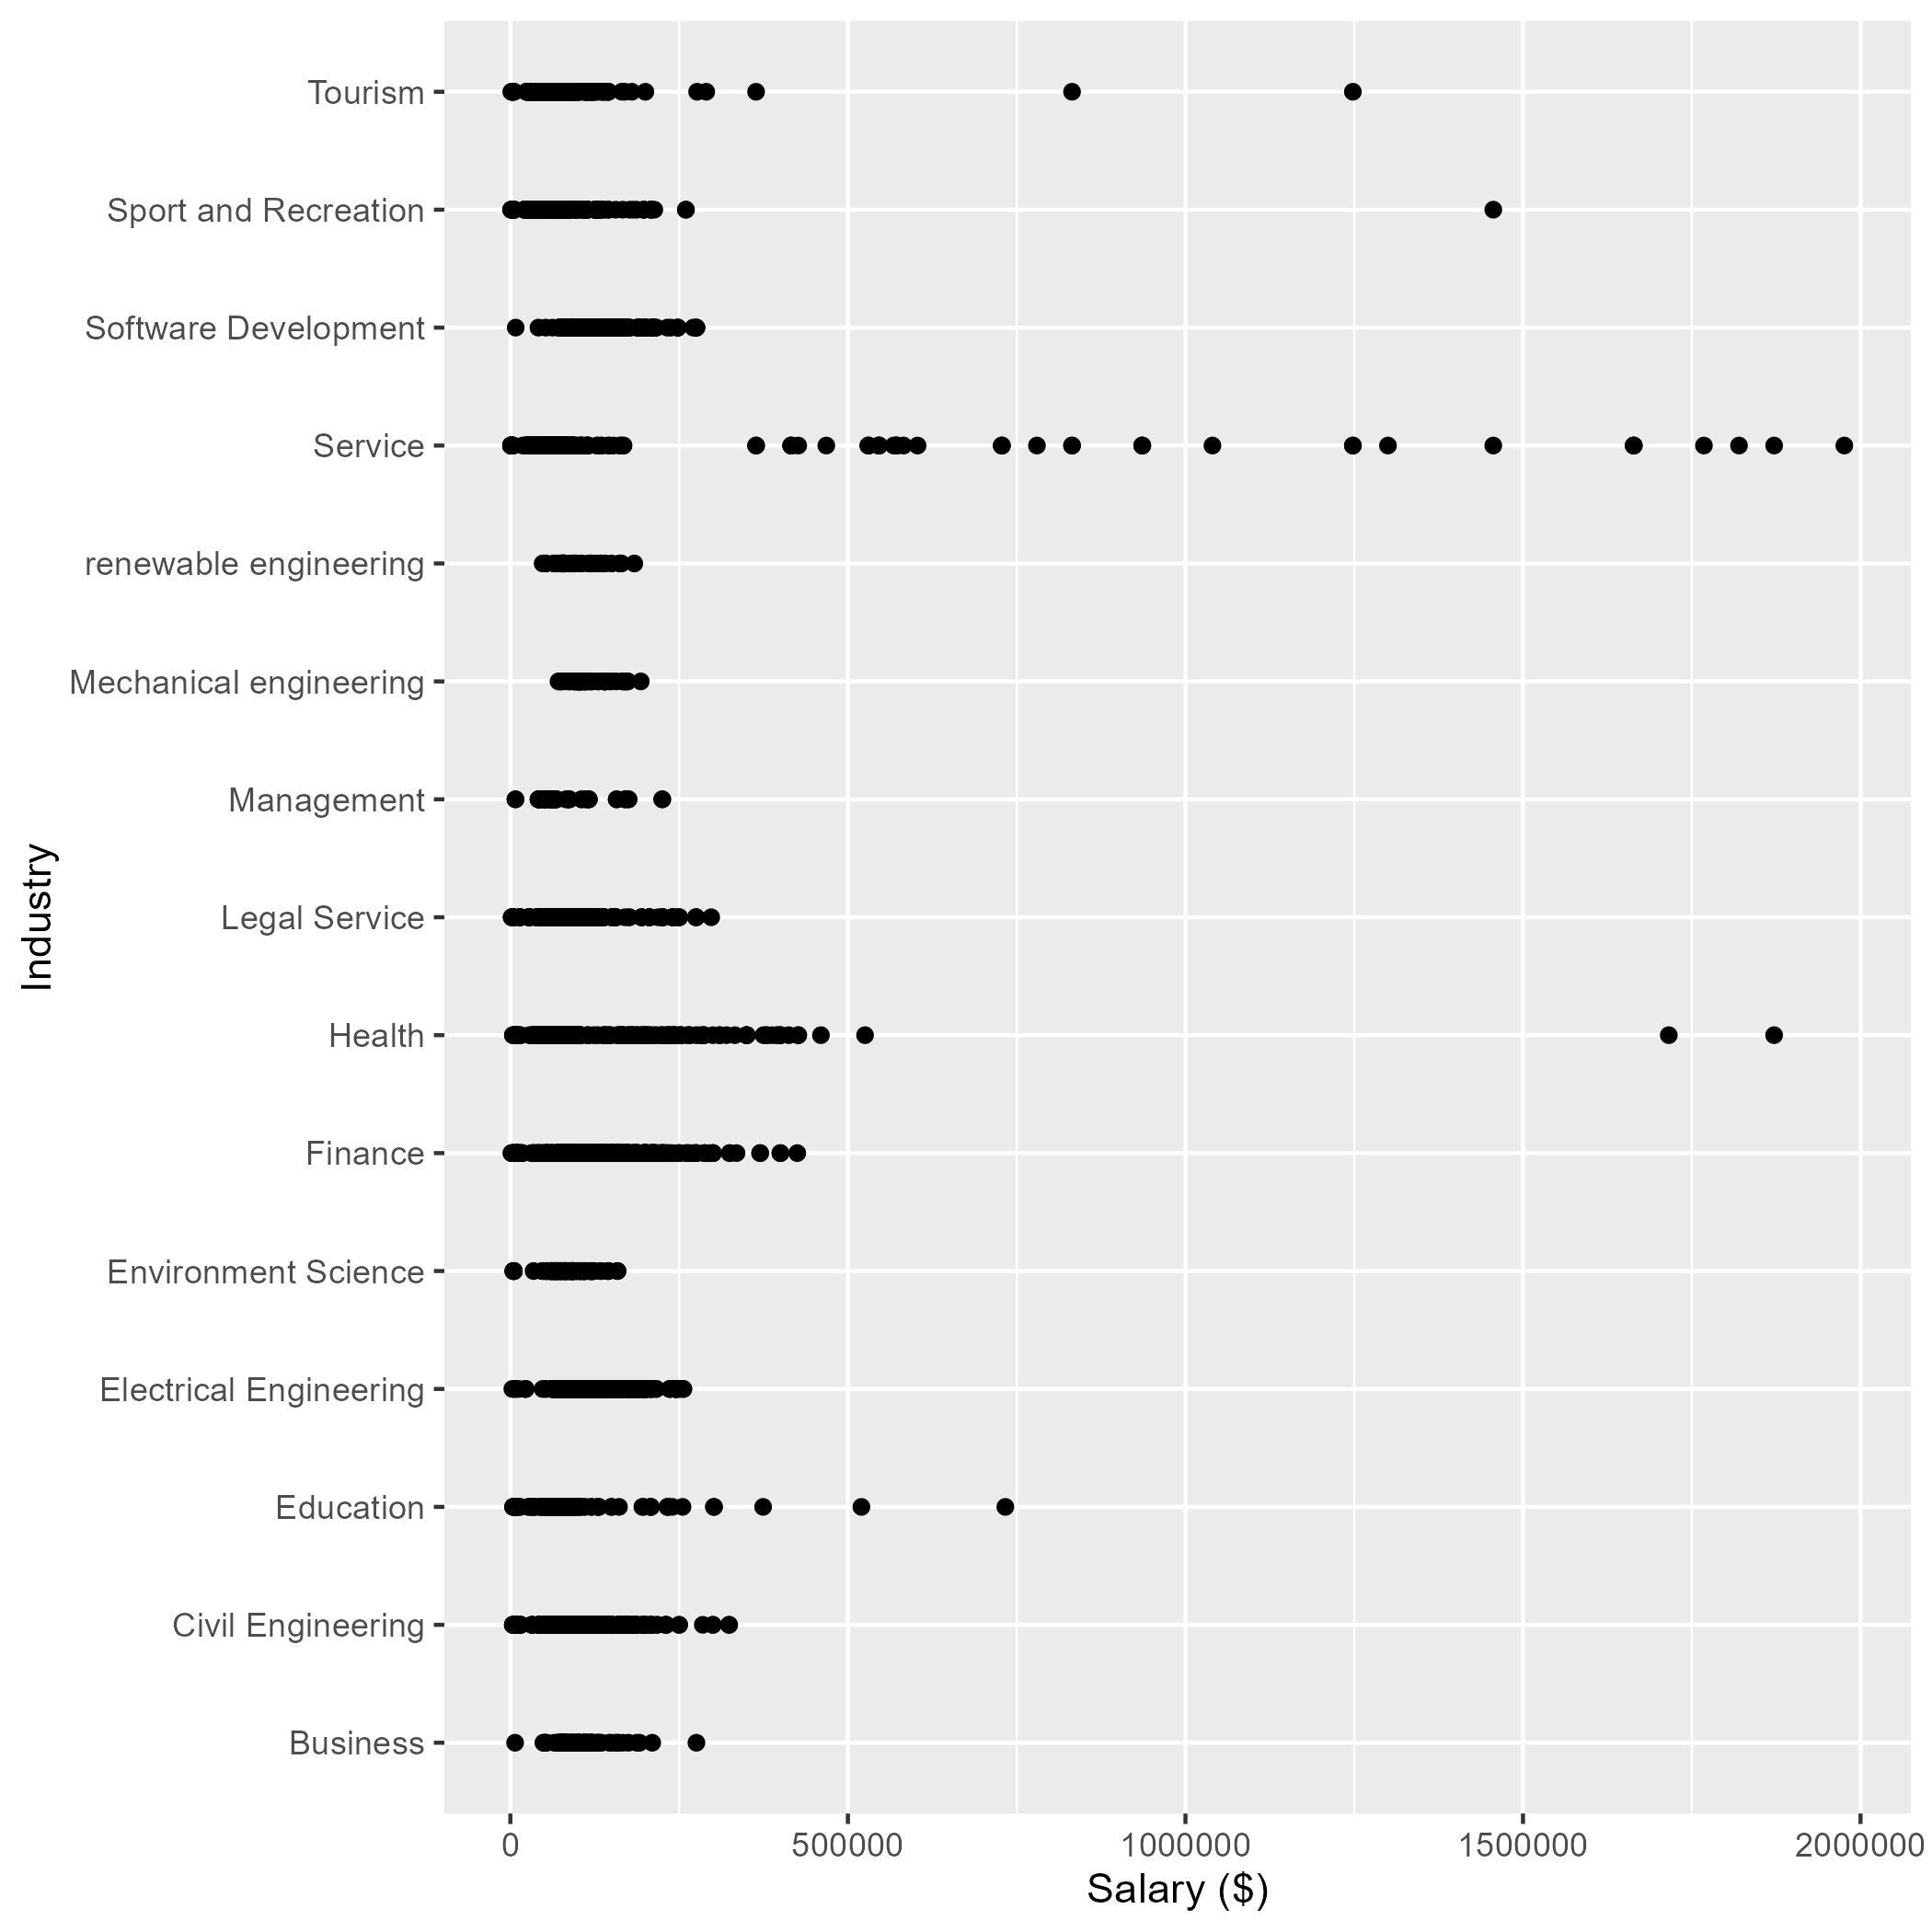 Tourism
Sport and Recreation
Software Development
Service
renewable engineering
Mechanical engineering
Management
Legal Service
Health
Finance
Environment Science
Electrical Engineering
Education
Civil Engineering
Business
Industry
0 500000 1000000 1500000 2000000
Salary ($)